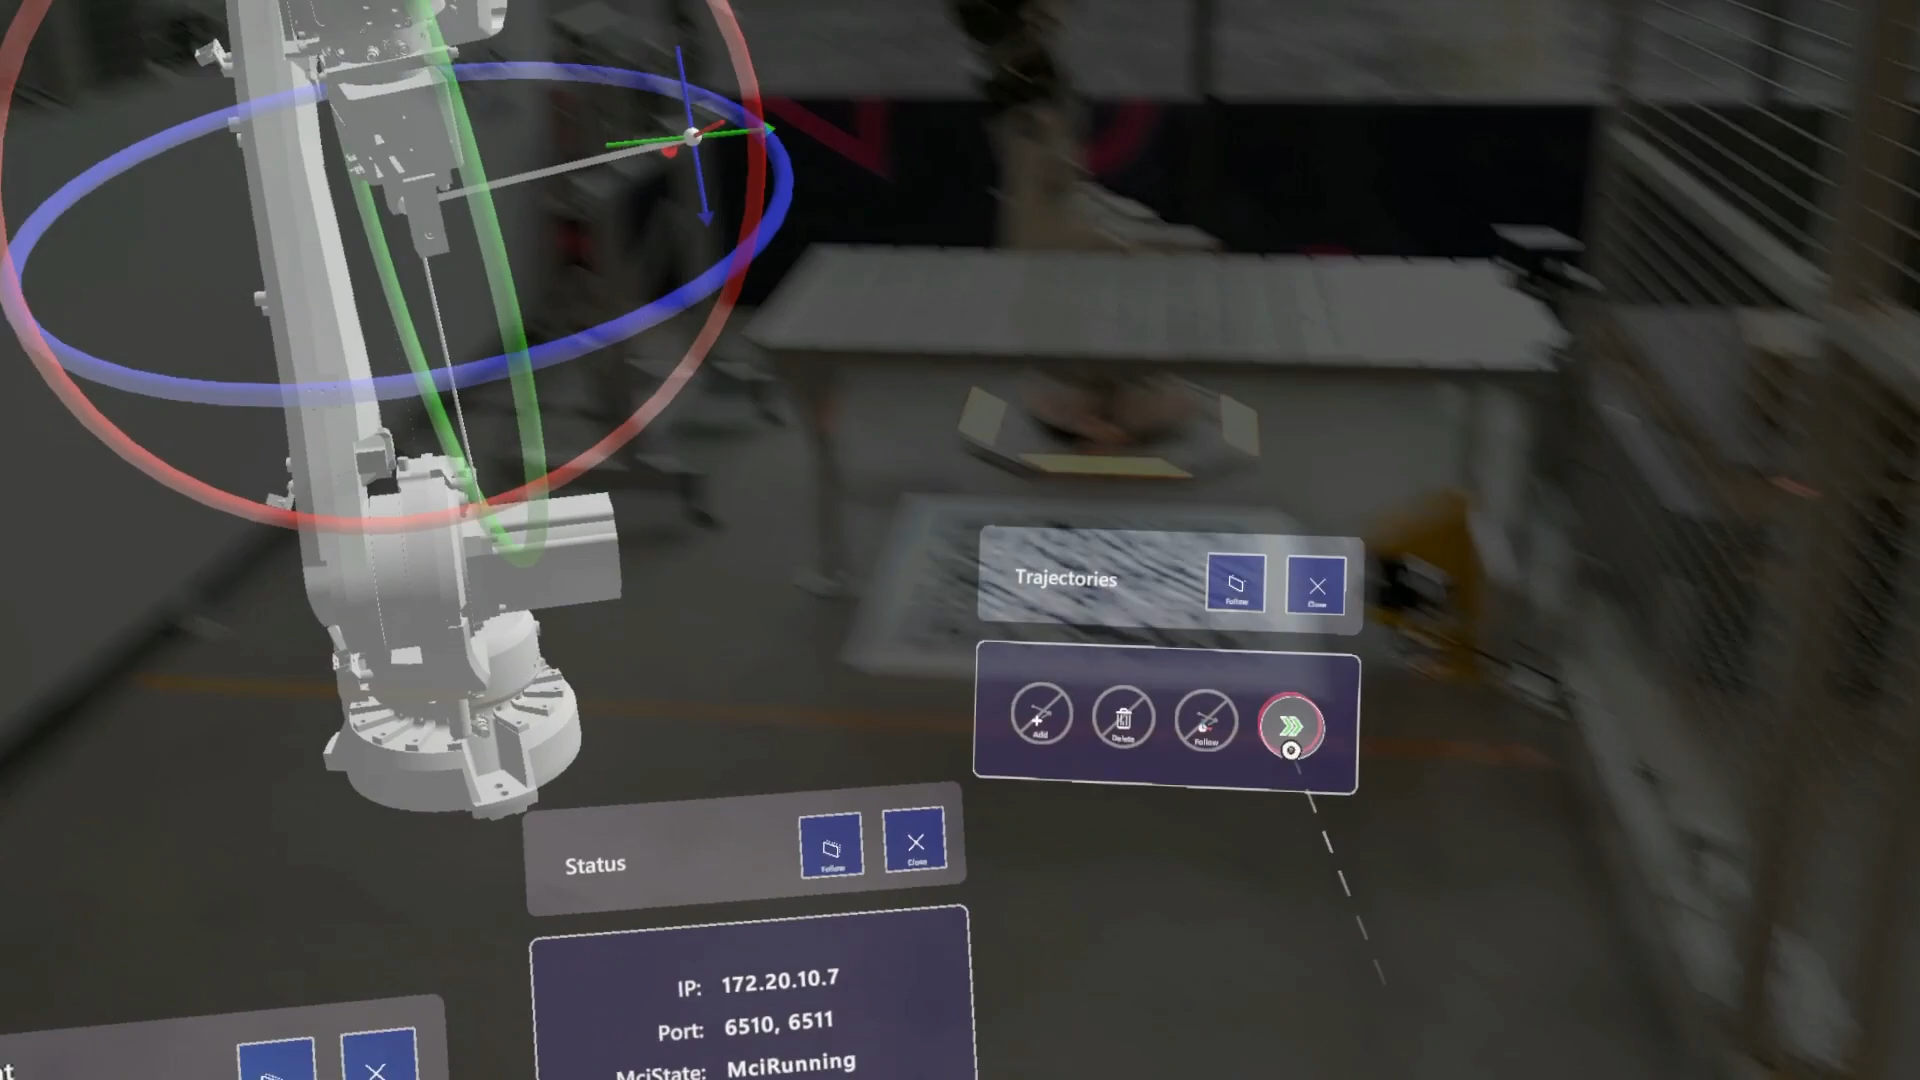 Trajectories
Follow
Close
Add
Delete
Follow
Status
Follow
Close
IP: 172.20.10.7
Port: 6510, 6511
MciState: MciRunning